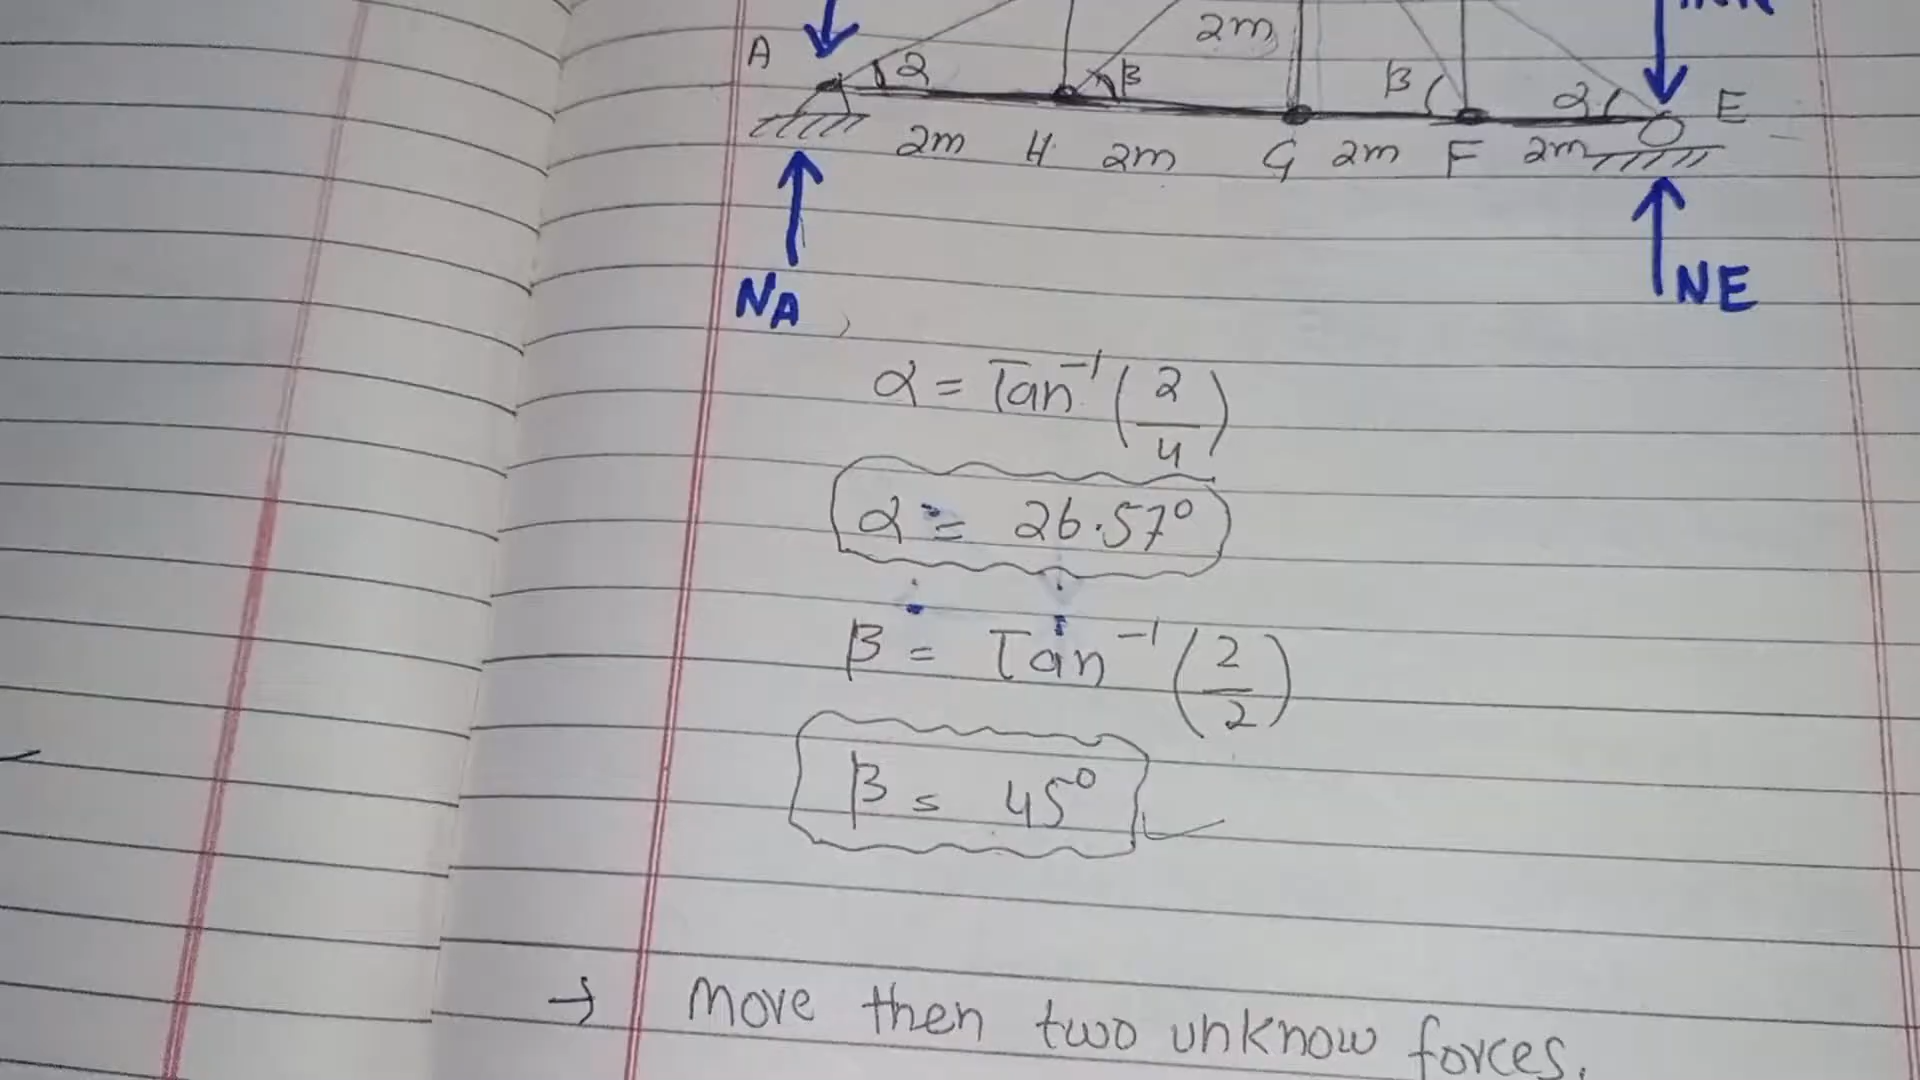 2m
A α β β α E
2m H 2m G 2m F 2m
NA NE
α = Tan⁻¹ (2/4)
α = 26.57°
β = Tan⁻¹ (2/2)
β = 45°
→ Move then two unknow forces.